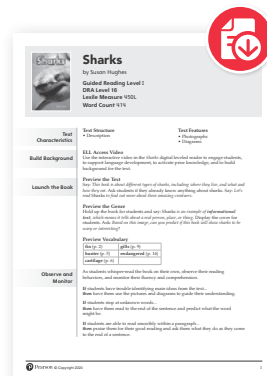 Sharks
Sharks
by Susan Hughes
Guided Reading Level I
DRA Level 16
Lexile Measure 450L
Word Count 414
Text
Characteristics
Text Structure
• Description
Text Features
• Photographs
• Diagrams
Build Background
ELL Access Video
Use the interactive video in the Sharks digital leveled reader to engage students,
to support language development, to activate prior knowledge, and to build
background for the text.
Launch the Book
Preview the Text
Say: This book is about different types of sharks, including where they live, and what and
how they eat. Ask students if they already know anything about sharks. Say: Let's
read Sharks to find out more about these amazing creatures.
Preview the Genre
Hold up the book for students and say: Sharks is an example of informational
text, which means it tells about a real person, place, or thing. Display the cover for
students. Ask: Based on this image, can you predict if this book will show sharks to be
scary or interesting?
Preview Vocabulary
fin (p. 2)
gills (p. 9)
hunter (p. 3)
endangered (p. 16)
cartilage (p. 6)
Observe and
Monitor
As students whisper-read the book on their own, observe their reading
behaviors, and monitor their fluency and comprehension.
If students have trouble identifying main ideas from the text...
then have them use the pictures and diagrams to guide their understanding.
If students stop at unknown words...
then have them read to the end of the sentence and predict what the word
might be.
If students are able to read smoothly within a paragraph...
then praise them for their good reading and ask them what they do as they come
to the end of a sentence.
Pearson © Copyright 2020
1